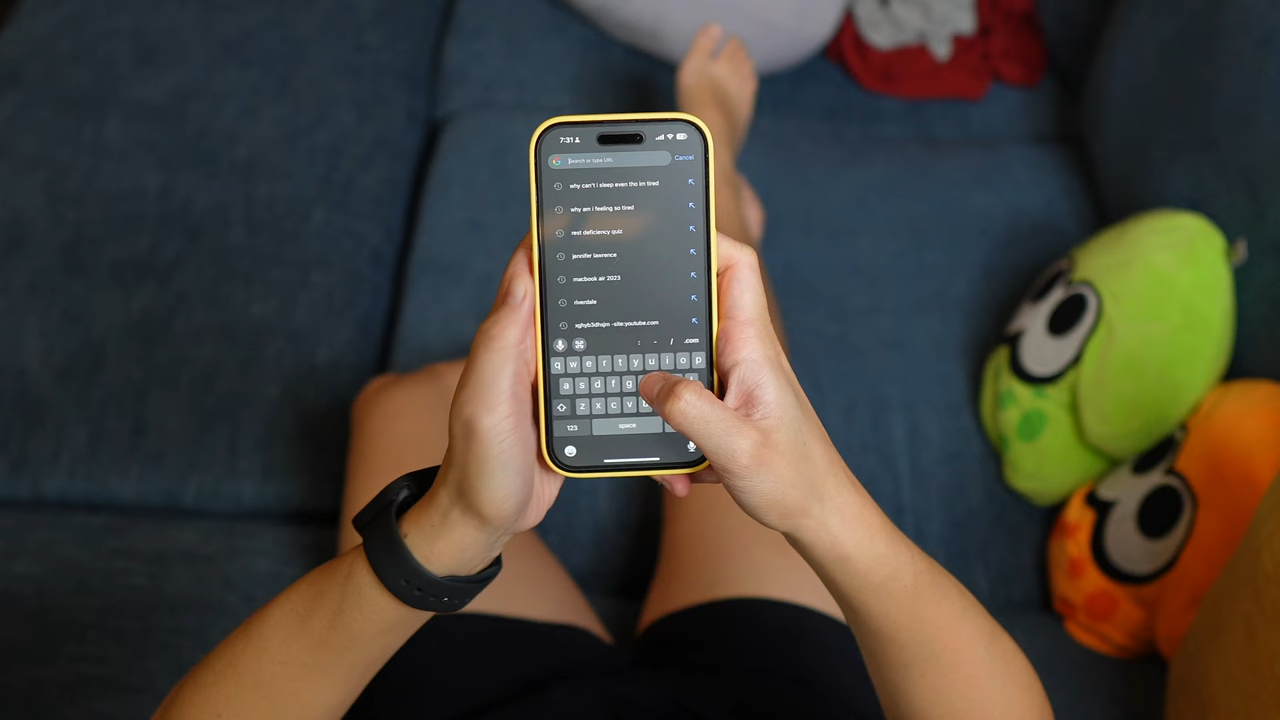 7:31
Search or type URL
Cancel
why can't i sleep even tho im tired
why am i feeling so tired
rest deficiency quiz
jennifer lawrence
macbook air 2023
riverdale
xghyb3dhsjm -site:youtube.com
: - / .com
q w e r t y u i o p
a s d f g
z x c v
123 space